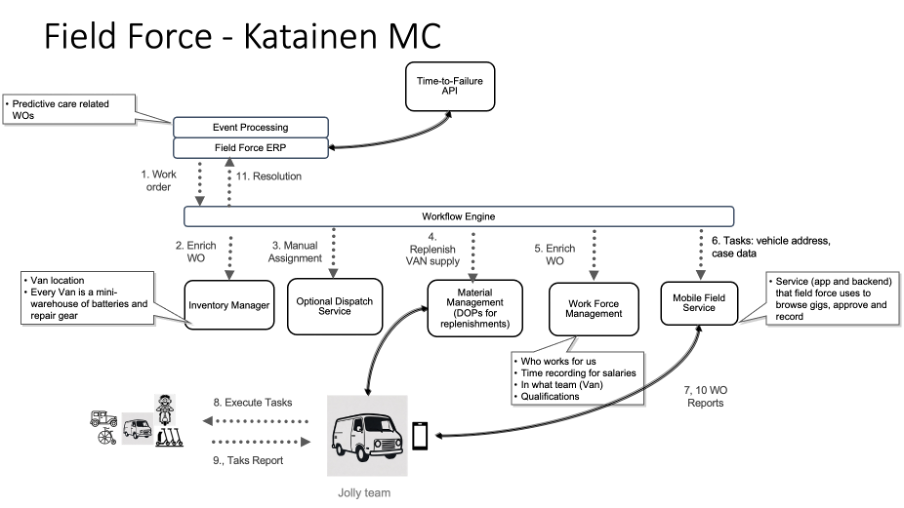 Field Force - Katainen MC
Time-to-Failure
API
• Predictive care related
WOs
Event Processing
Field Force ERP
1. Work
order
11. Resolution
Workflow Engine
2. Enrich
WO
3. Manual
Assignment
4.
Replenish
VAN supply
5. Enrich
WO
6. Tasks: vehicle address,
case data
• Van location
• Every Van is a mini-
warehouse of batteries and
repair gear
Inventory Manager
Optional Dispatch
Service
Material
Management
(DOPs for
replenishments)
Work Force
Management
Mobile Field
Service
• Service (app and backend)
that field force uses to
browse gigs, approve and
record
• Who works for us
• Time recording for salaries
• In what team (Van)
• Qualifications
7, 10 WO
Reports
8. Execute Tasks
9., Taks Report
Jolly team